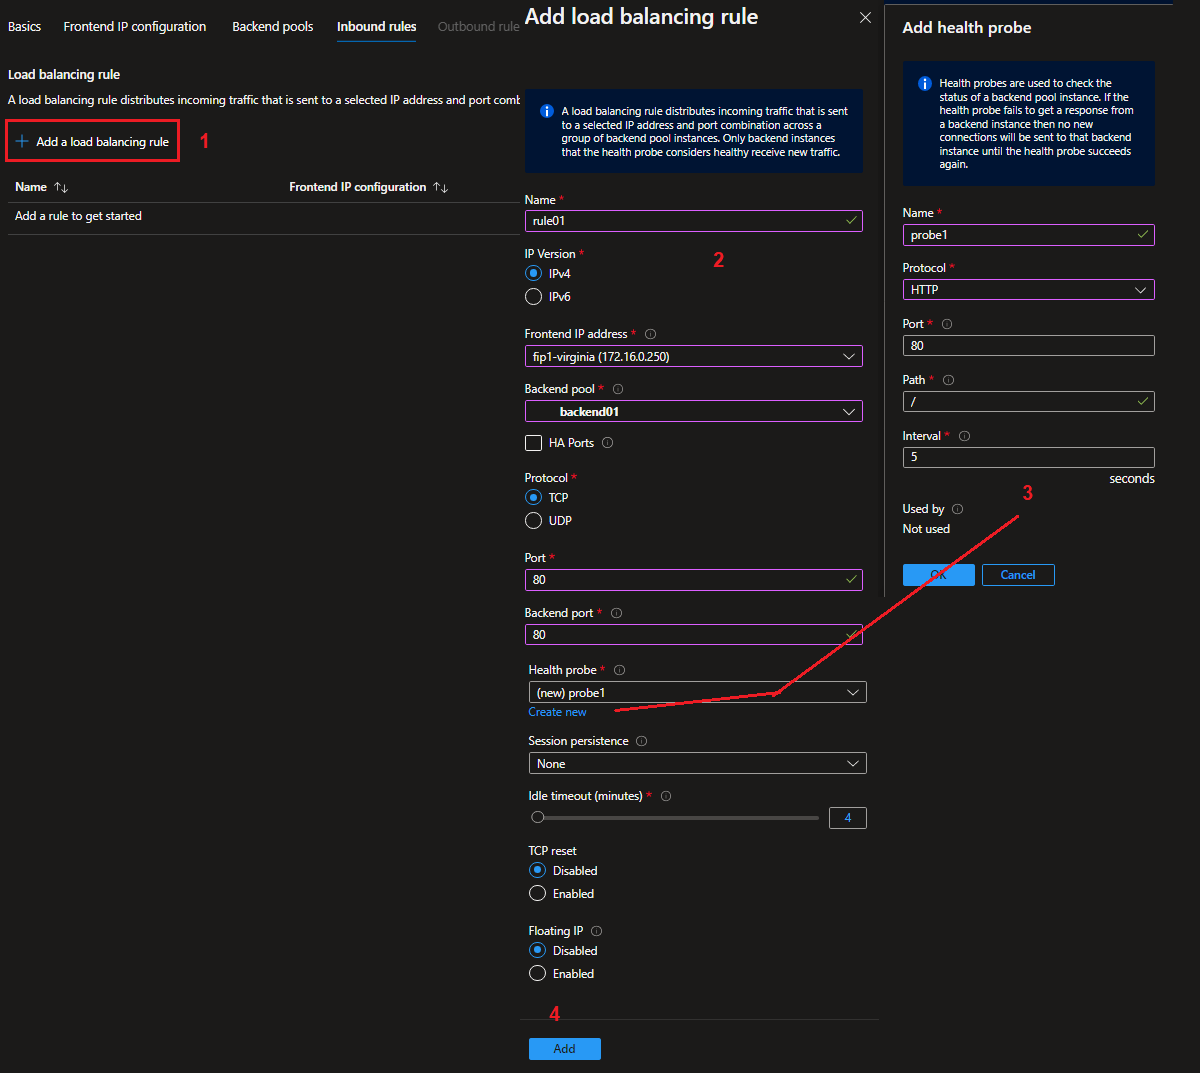 Basics Frontend IP configuration Backend pools Inbound rules Outbound rule
Load balancing rule
A load balancing rule distributes incoming traffic that is sent to a selected IP address and port comb
+ Add a load balancing rule
1
Name ↑↓ Frontend IP configuration ↑↓
Add a rule to get started
Add load balancing rule
A load balancing rule distributes incoming traffic that is sent
to a selected IP address and port combination across a
group of backend pool instances. Only backend instances
that the health probe considers healthy receive new traffic.
Name *
rule01
2
IP Version *
IPv4
IPv6
Frontend IP address *
fip1-virginia (172.16.0.250)
Backend pool *
backend01
HA Ports
Protocol *
TCP
UDP
Port *
80
Backend port *
80
Health probe *
(new) probe1
Create new
Session persistence
None
Idle timeout (minutes) *
4
TCP reset
Disabled
Enabled
Floating IP
Disabled
Enabled
4
Add
Add health probe
Health probes are used to check the
status of a backend pool instance. If the
health probe fails to get a response from
a backend instance then no new
connections will be sent to that backend
instance until the health probe succeeds
again.
Name *
probe1
Protocol *
HTTP
Port *
80
Path *
/
Interval *
5
seconds
3
Used by
Not used
OK Cancel